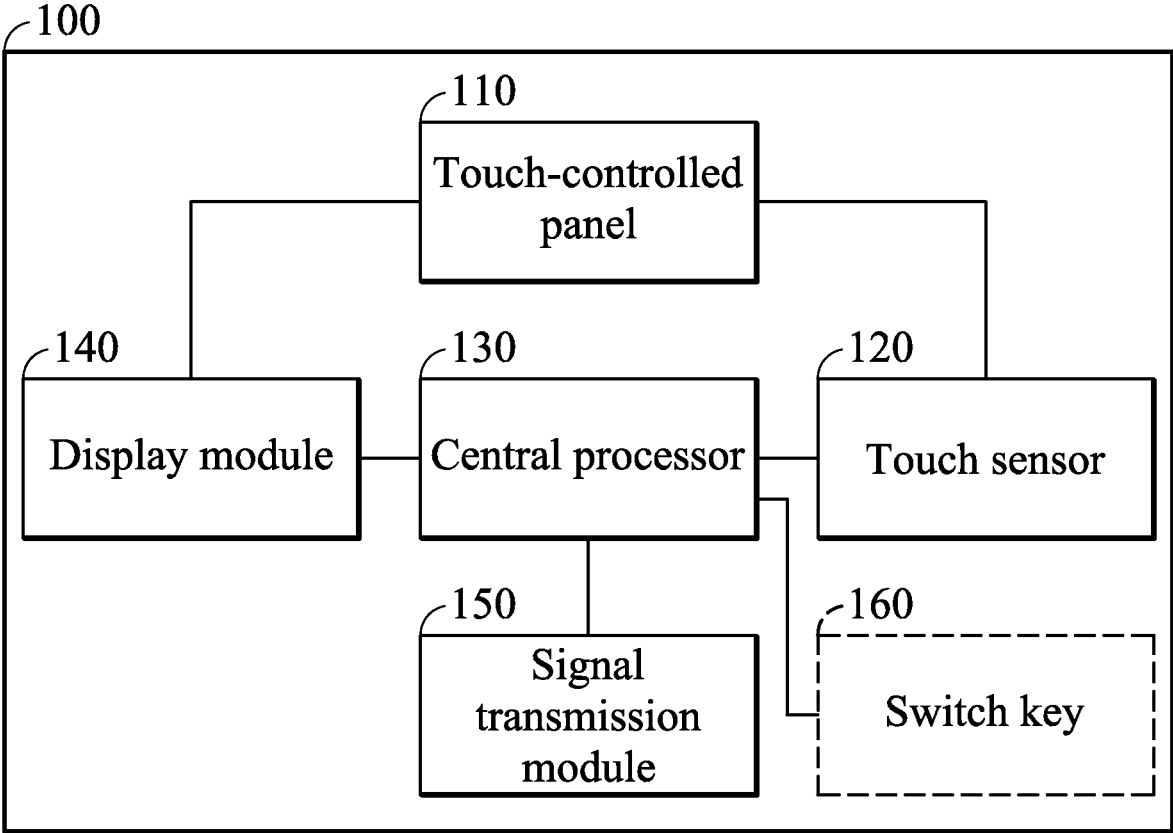 100
110
Touch-controlled
panel
140
Display module
130
Central processor
120
Touch sensor
150
Signal
transmission
module
160
Switch key